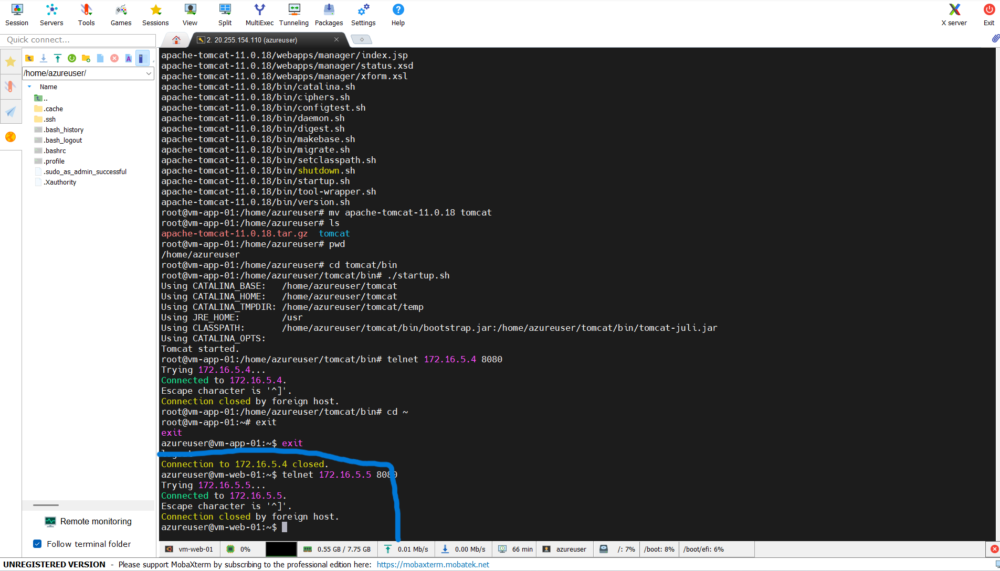 Session
Servers
Tools
Games
Sessions
View
Split
MultiExec
Tunneling
Packages
Settings
Help
X server
Exit
Quick connect...
2. 20.255.154.110 (azureuser)
/home/azureuser/
Name
..
.cache
.ssh
.bash_history
.bash_logout
.bashrc
.profile
.sudo_as_admin_successful
.Xauthority
Remote monitoring
Follow terminal folder
apache-tomcat-11.0.18/webapps/manager/index.jsp
apache-tomcat-11.0.18/webapps/manager/status.xsd
apache-tomcat-11.0.18/webapps/manager/xform.xsl
apache-tomcat-11.0.18/bin/catalina.sh
apache-tomcat-11.0.18/bin/ciphers.sh
apache-tomcat-11.0.18/bin/configtest.sh
apache-tomcat-11.0.18/bin/daemon.sh
apache-tomcat-11.0.18/bin/digest.sh
apache-tomcat-11.0.18/bin/makebase.sh
apache-tomcat-11.0.18/bin/migrate.sh
apache-tomcat-11.0.18/bin/setclasspath.sh
apache-tomcat-11.0.18/bin/shutdown.sh
apache-tomcat-11.0.18/bin/startup.sh
apache-tomcat-11.0.18/bin/tool-wrapper.sh
apache-tomcat-11.0.18/bin/version.sh
root@vm-app-01:/home/azureuser# mv apache-tomcat-11.0.18 tomcat
root@vm-app-01:/home/azureuser# ls
apache-tomcat-11.0.18.tar.gz  tomcat
root@vm-app-01:/home/azureuser# pwd
/home/azureuser
root@vm-app-01:/home/azureuser# cd tomcat/bin
root@vm-app-01:/home/azureuser/tomcat/bin# ./startup.sh
Using CATALINA_BASE:   /home/azureuser/tomcat
Using CATALINA_HOME:   /home/azureuser/tomcat
Using CATALINA_TMPDIR: /home/azureuser/tomcat/temp
Using JRE_HOME:        /usr
Using CLASSPATH:       /home/azureuser/tomcat/bin/bootstrap.jar:/home/azureuser/tomcat/bin/tomcat-juli.jar
Using CATALINA_OPTS:
Tomcat started.
root@vm-app-01:/home/azureuser/tomcat/bin# telnet 172.16.5.4 8080
Trying 172.16.5.4...
Connected to 172.16.5.4.
Escape character is '^]'.
Connection closed by foreign host.
root@vm-app-01:/home/azureuser/tomcat/bin# cd ~
root@vm-app-01:~# exit
exit
azureuser@vm-app-01:~$ exit
Connection to 172.16.5.4 closed.
azureuser@vm-web-01:~$ telnet 172.16.5.5 8080
Trying 172.16.5.5...
Connected to 172.16.5.5.
Escape character is '^]'.
Connection closed by foreign host.
azureuser@vm-web-01:~$
vm-web-01
0%
0.55 GB / 7.75 GB
0.01 Mb/s
0.00 Mb/s
66 min
azureuser
/: 7%
/boot: 8%
/boot/efi: 6%
UNREGISTERED VERSION - Please support MobaXterm by subscribing to the professional edition here: https://mobaxterm.mobatek.net